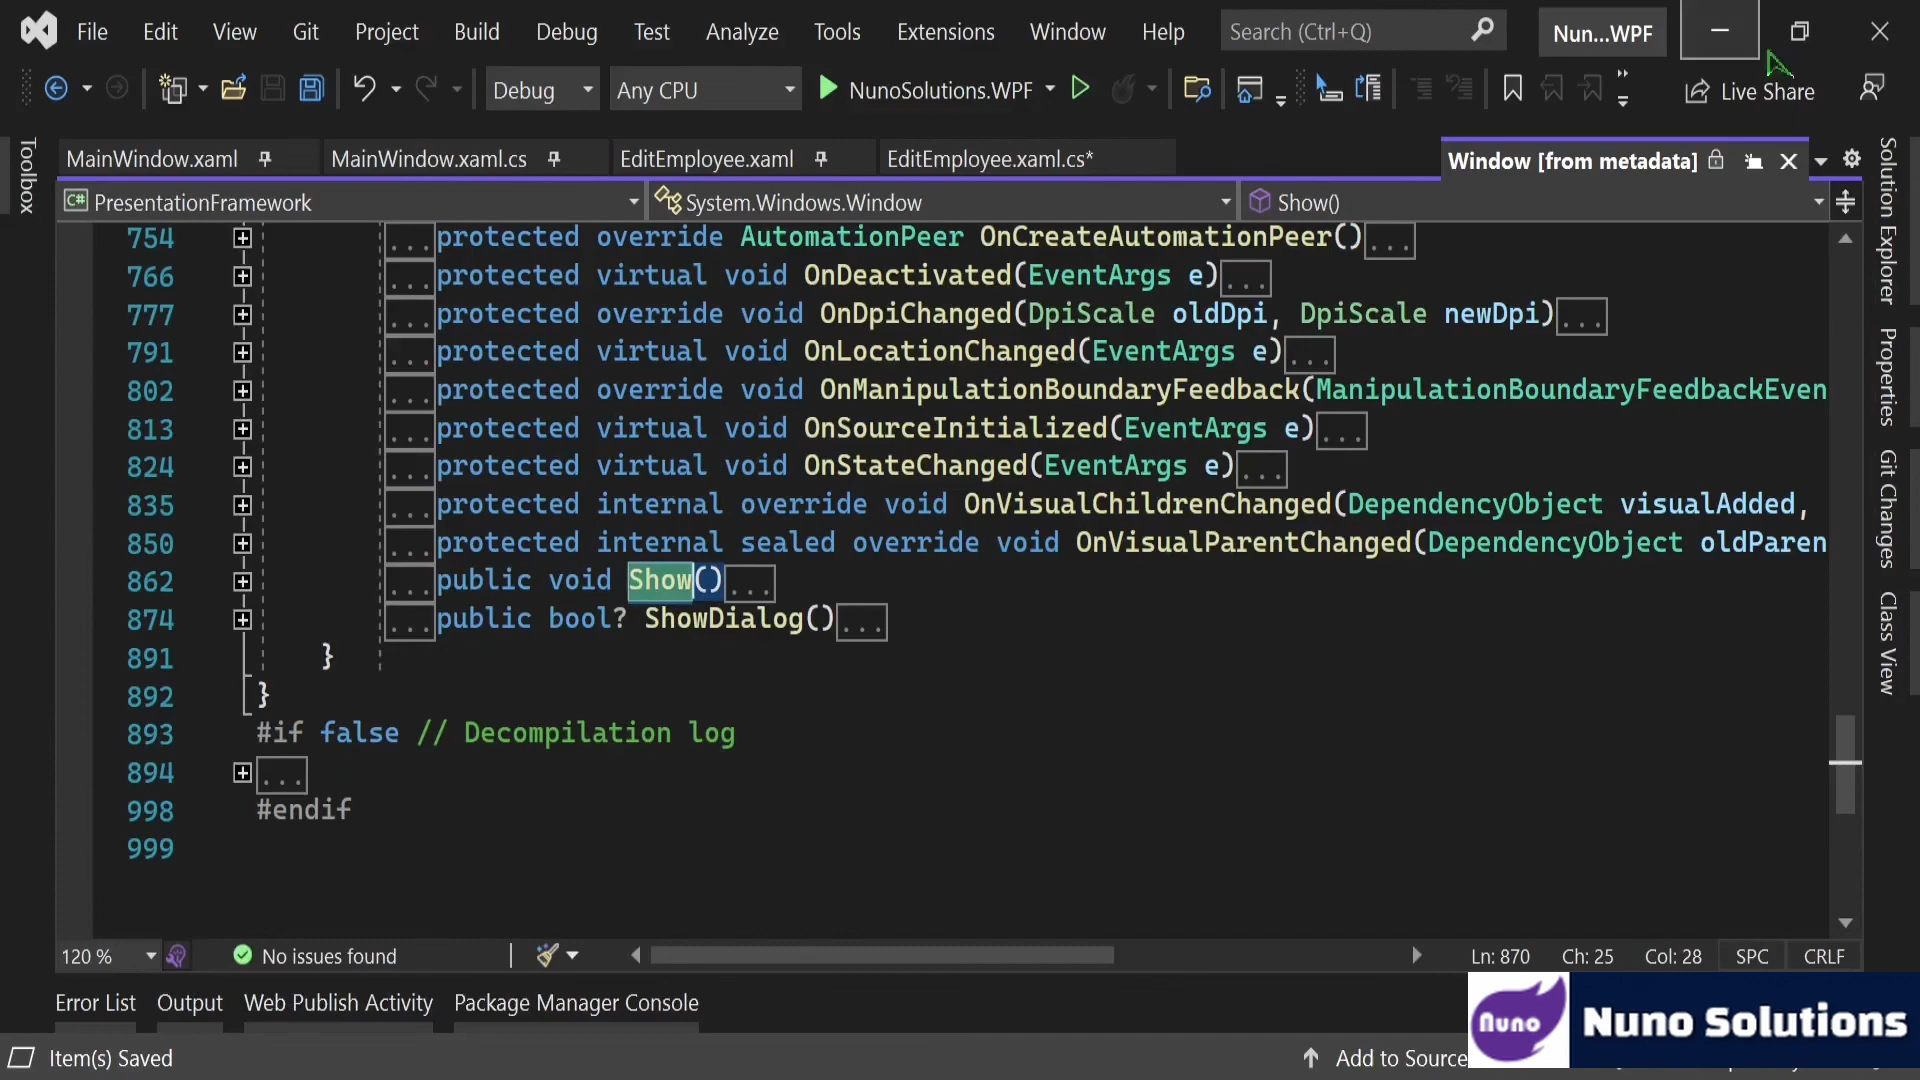 File Edit View Git Project Build Debug Test Analyze Tools Extensions Window Help Search (Ctrl+Q) Nun...WPF
Debug Any CPU NunoSolutions.WPF Live Share
Toolbox
MainWindow.xaml MainWindow.xaml.cs EditEmployee.xaml EditEmployee.xaml.cs* Window [from metadata]
C# PresentationFramework System.Windows.Window Show()
754 ...protected override AutomationPeer OnCreateAutomationPeer()...
766 ...protected virtual void OnDeactivated(EventArgs e)...
777 ...protected override void OnDpiChanged(DpiScale oldDpi, DpiScale newDpi)...
791 ...protected virtual void OnLocationChanged(EventArgs e)...
802 ...protected override void OnManipulationBoundaryFeedback(ManipulationBoundaryFeedbackEven
813 ...protected virtual void OnSourceInitialized(EventArgs e)...
824 ...protected virtual void OnStateChanged(EventArgs e)...
835 ...protected internal override void OnVisualChildrenChanged(DependencyObject visualAdded,
850 ...protected internal sealed override void OnVisualParentChanged(DependencyObject oldParen
862 ...public void Show()...
874 ...public bool? ShowDialog()...
891 }
892 }
893 #if false // Decompilation log
894 ...
998 #endif
999
Solution Explorer
Properties
Git Changes
Class View
120 % No issues found Ln: 870 Ch: 25 Col: 28 SPC CRLF
Error List Output Web Publish Activity Package Manager Console
Nuno Nuno Solutions
Item(s) Saved Add to Source